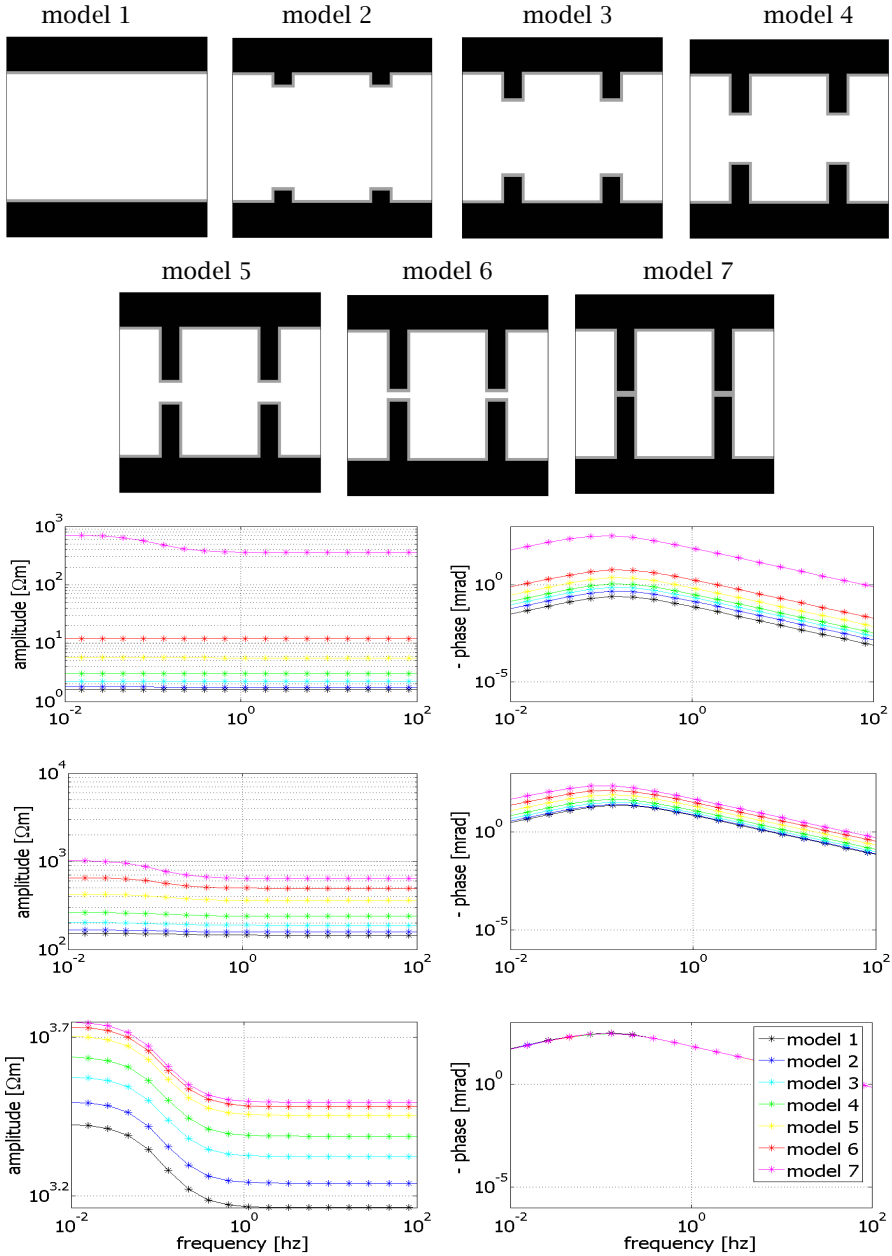 model 1
model 2
model 3
model 4
model 5
model 6
model 7
10^3
10^2
10^1
10^0
amplitude [Ωm]
10^-2
10^0
10^2
10^0
10^-5
- phase [mrad]
10^-2
10^0
10^2
10^4
10^3
10^2
amplitude [Ωm]
10^-2
10^0
10^2
10^0
10^-5
- phase [mrad]
10^-2
10^0
10^2
10^3.7
10^3.2
amplitude [Ωm]
10^-2
10^0
10^2
frequency [hz]
10^0
10^-5
- phase [mrad]
model 1
model 2
model 3
model 4
model 5
model 6
model 7
10^-2
10^0
10^2
frequency [hz]